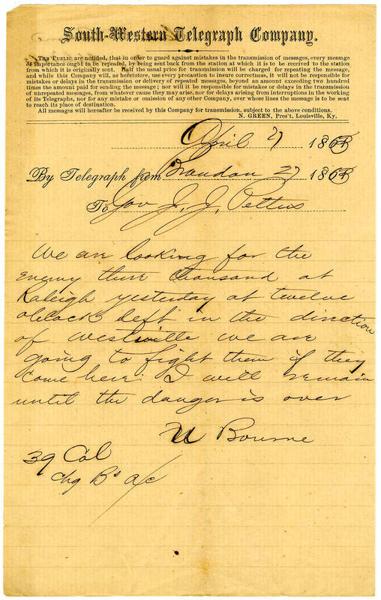 South-Western Telegraph Company.
THE PUBLIC are notified, that in order to guard against mistakes in the transmission of messages, every message
of importance ought to be repeated, by being sent back from the station at which it is to be received to the station
from which it is originally sent. Half the usual price for transmission will be charged for repeating the message,
and while this Company will, as heretofore, use every precaution to insure correctness, it will not be responsible for
mistakes or delays in the transmission or delivery of repeated messages, beyond an amount exceeding two hundred
times the amount paid for sending the message; nor will it be responsible for mistakes or delays in the transmission of
unrepeated messages, from whatever cause they may arise, nor for delays arising from interruptions in the working
of its Telegraphs, nor for any mistake or omission of any other Company, over whose lines the message is to be sent
to reach its place of destination.
All messages will hereafter be received by this Company for transmission, subject to the above conditions.
N. GREEN, Pres't, Louisville, Ky.
April 27 1863
By Telegraph from Brandon 27 1863
To Gov J. J. Pettus
We are looking for the
enemy there thousand at
Raleigh yesterday at twelve
oclock left in the direction
of Westville we are
going to fight them if they
come here I will remain
until the danger is over
Bourne
39 Col
chg a/c